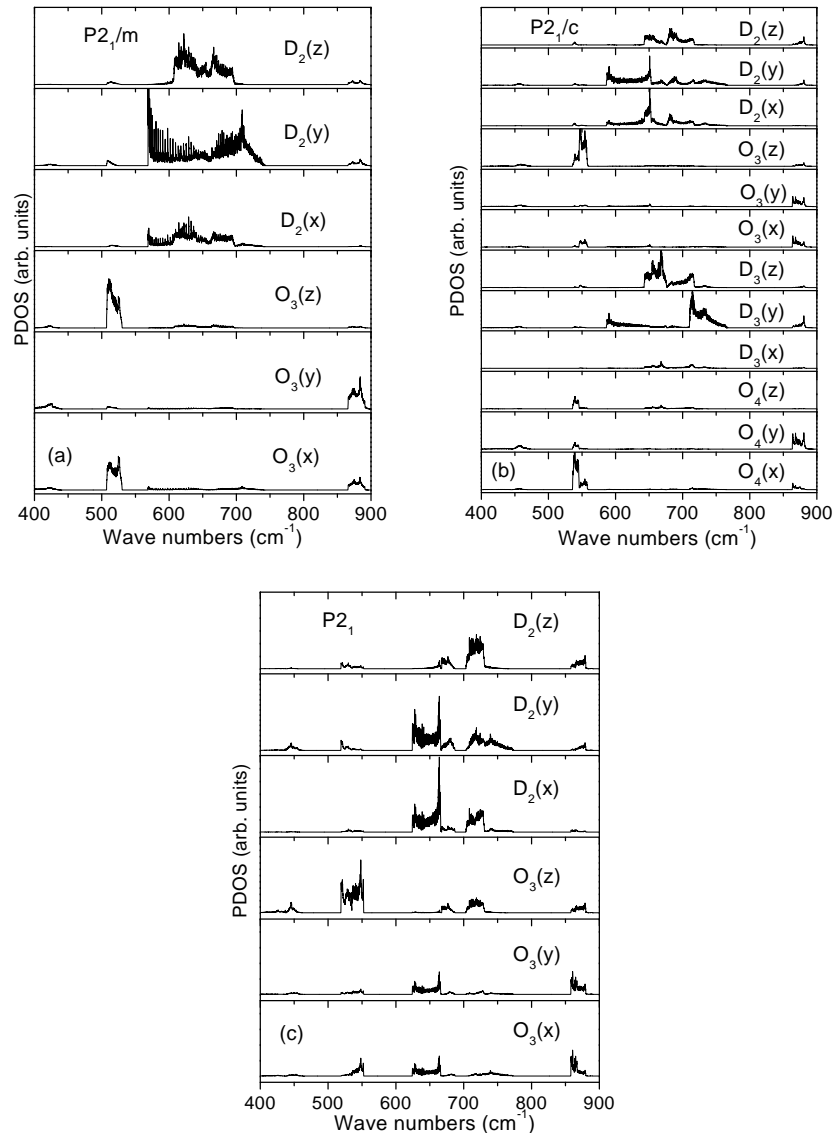 P2₁/m
D₂(z)
D₂(y)
D₂(x)
O₃(z)
O₃(y)
O₃(x)
(a)
PDOS (arb. units)
400 500 600 700 800 900
Wave numbers (cm⁻¹)
P2₁/c
D₂(z)
D₂(y)
D₂(x)
O₃(z)
O₃(y)
O₃(x)
D₃(z)
D₃(y)
D₃(x)
O₄(z)
O₄(y)
O₄(x)
(b)
PDOS (arb. units)
400 500 600 700 800 900
Wave numbers (cm⁻¹)
P2₁
D₂(z)
D₂(y)
D₂(x)
O₃(z)
O₃(y)
O₃(x)
(c)
PDOS (arb. units)
400 500 600 700 800 900
Wave numbers (cm⁻¹)